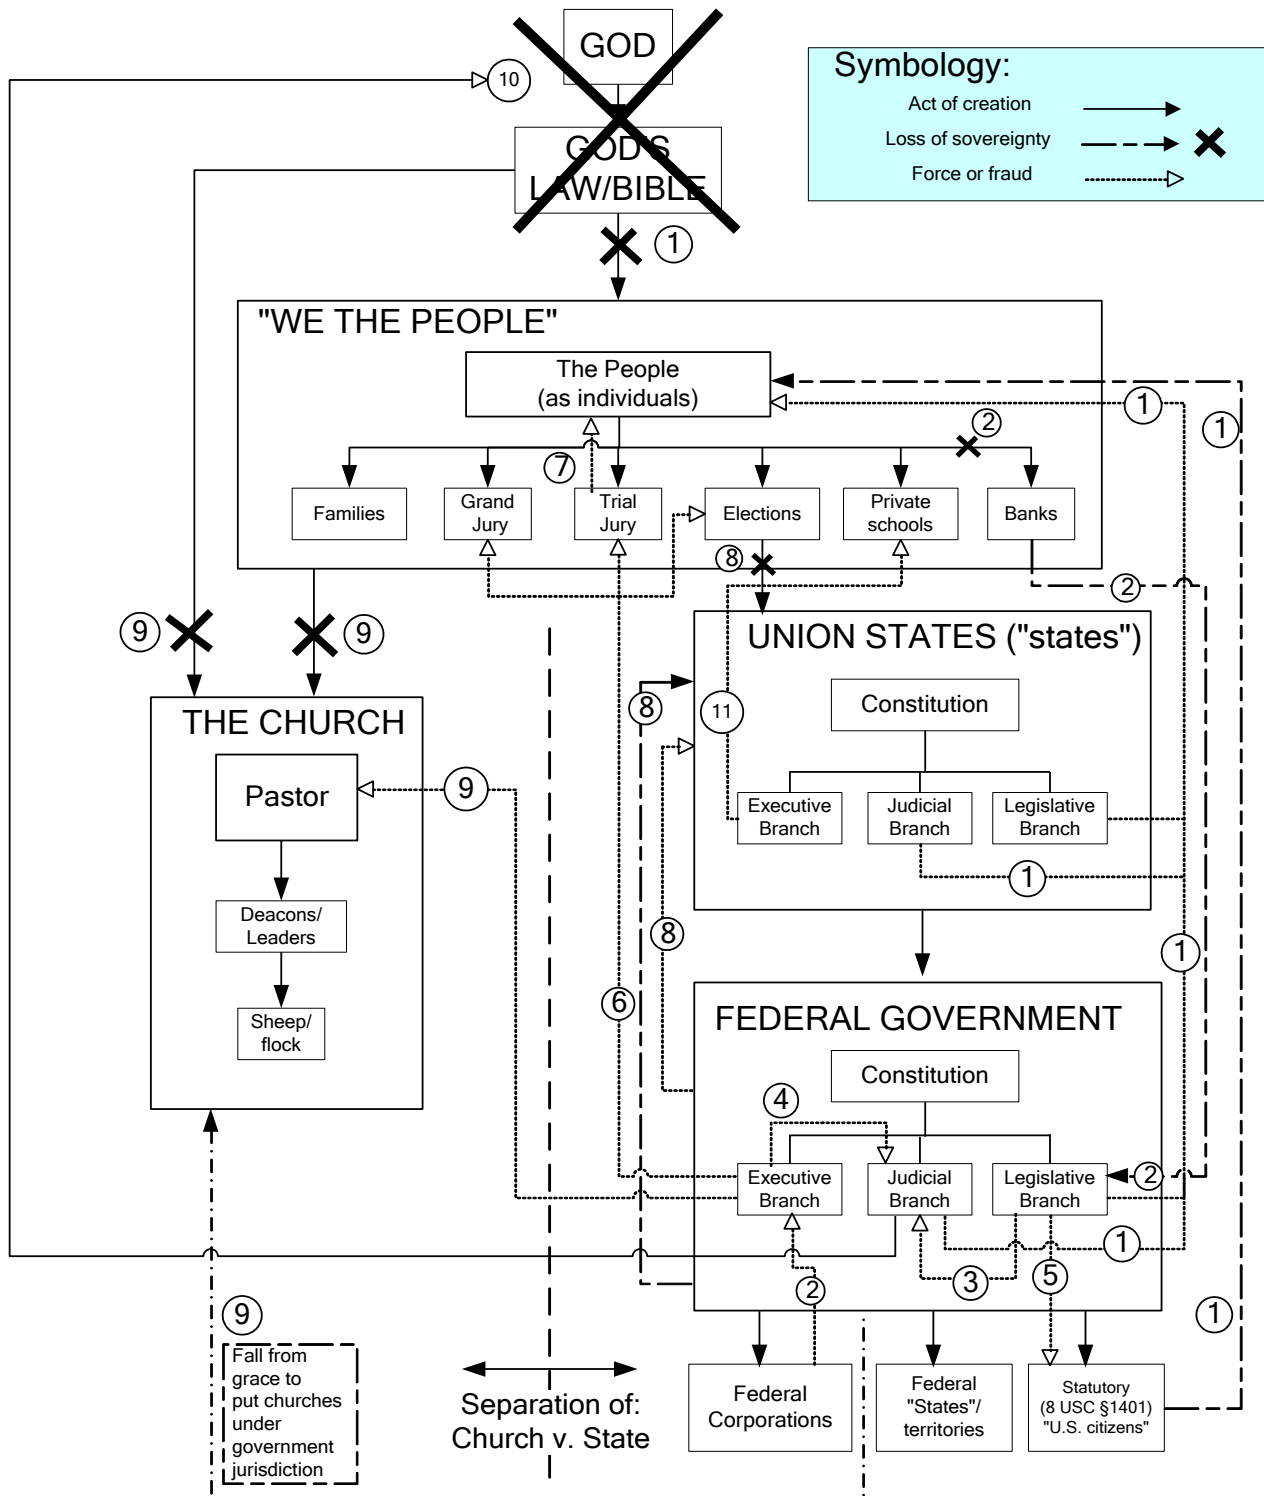 GOD
10
GOD'S
LAW/BIBLE
1
Symbology:
Act of creation
Loss of sovereignty
Force or fraud
"WE THE PEOPLE"
The People
(as individuals)
1
1
2
7
Families
Grand
Jury
Trial
Jury
Elections
Private
schools
Banks
8
2
9
9
UNION STATES ("states")
8
11
Constitution
THE CHURCH
Pastor
9
Executive
Branch
Judicial
Branch
Legislative
Branch
1
Deacons/
Leaders
8
1
6
Sheep/
flock
FEDERAL GOVERNMENT
Constitution
4
Executive
Branch
Judicial
Branch
Legislative
Branch
2
1
3
5
2
9
1
Fall from
grace to
put churches
under
government
jurisdiction
Separation of:
Church v. State
Federal
Corporations
Federal
"States"/
territories
Statutory
(8 USC §1401)
"U.S. citizens"